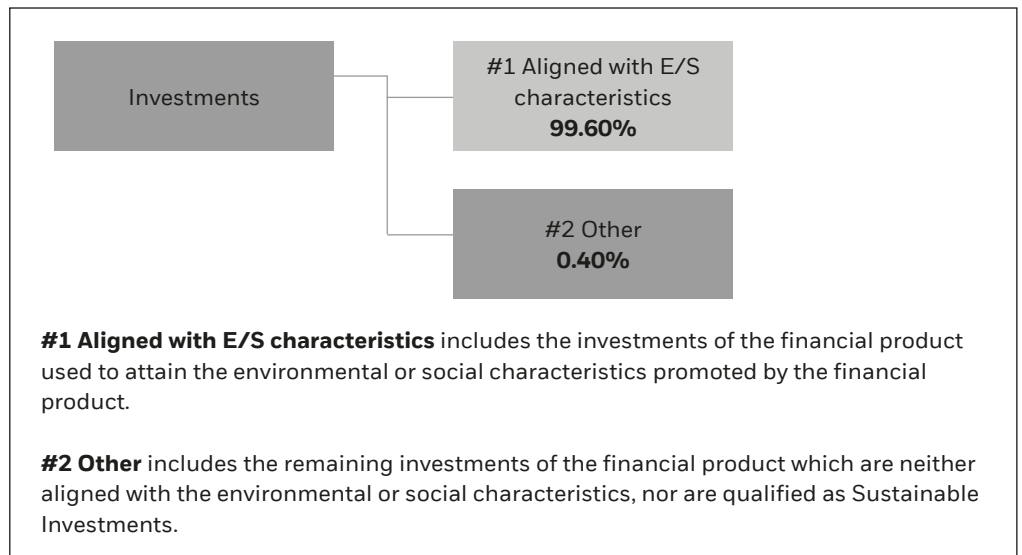 Investments
#1 Aligned with E/S
characteristics
99.60%
#2 Other
0.40%
#1 Aligned with E/S characteristics includes the investments of the financial product
used to attain the environmental or social characteristics promoted by the financial
product.
#2 Other includes the remaining investments of the financial product which are neither
aligned with the environmental or social characteristics, nor are qualified as Sustainable
Investments.